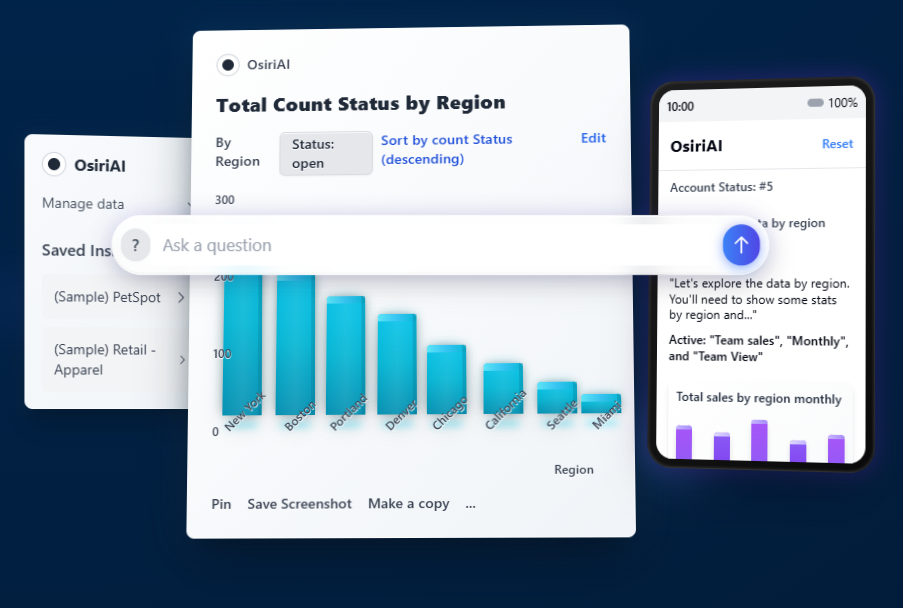 OsiriAI
Manage data
Saved Ins
(Sample) PetSpot
(Sample) Retail -
Apparel
OsiriAI
Total Count Status by Region
By
Region
Status:
open
Sort by count Status
(descending)
Edit
300
?
Ask a question
200
100
0
New York
Boston
Portland
Denver
Chicago
California
Seattle
Miami
Region
Pin
Save Screenshot
Make a copy
...
10:00
100%
OsiriAI
Reset
Account Status: #5
ta by region
"Let's explore the data by region.
You'll need to show some stats
by region and..."
Active: "Team sales", "Monthly",
and "Team View"
Total sales by region monthly